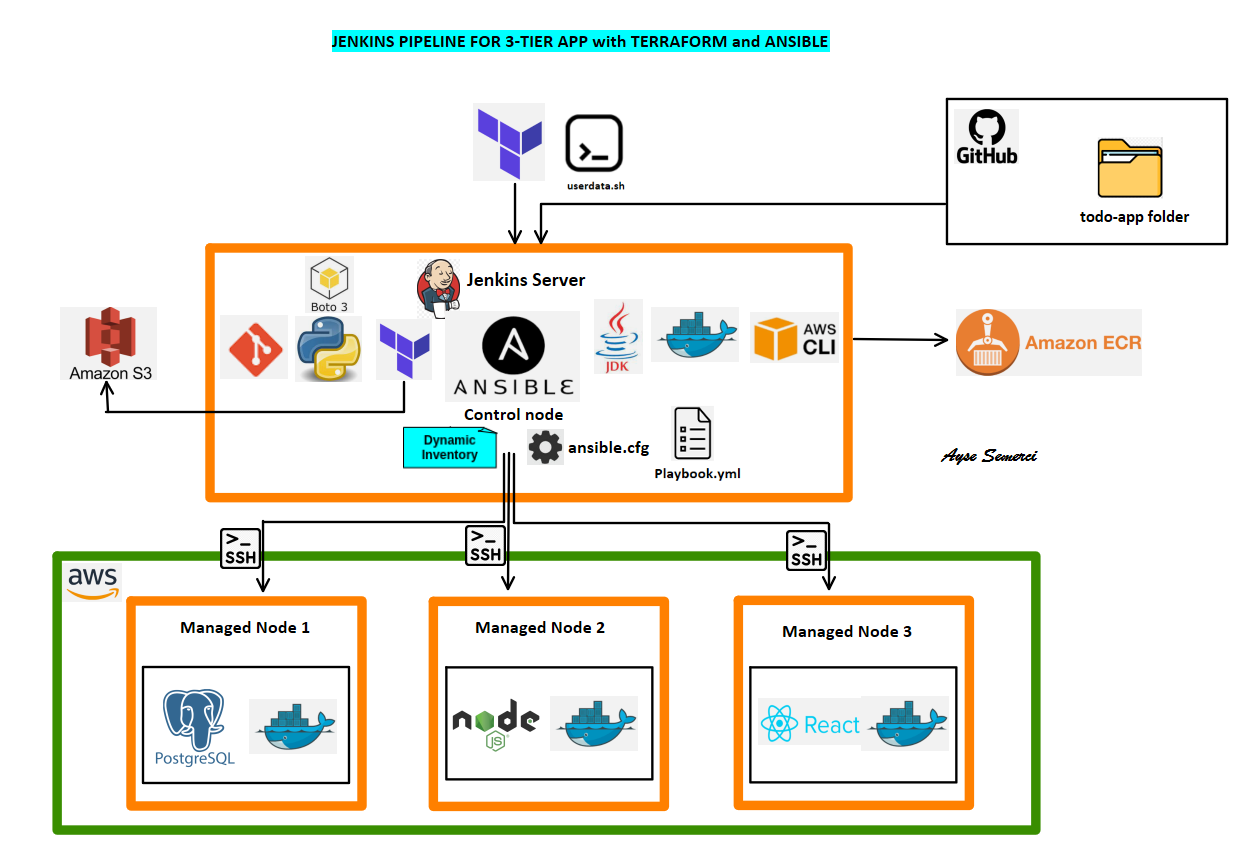 JENKINS PIPELINE FOR 3-TIER APP with TERRAFORM and ANSIBLE
userdata.sh
GitHub
todo-app folder
Jenkins Server
Boto 3
Amazon S3
JDK
AWS
CLI
Amazon ECR
ANSIBLE
Control node
Dynamic
Inventory
ansible.cfg
Playbook.yml
Ayse Semerci
>_
SSH
>_
SSH
>_
SSH
aws
Managed Node 1
Managed Node 2
Managed Node 3
PostgreSQL
node
JS
React